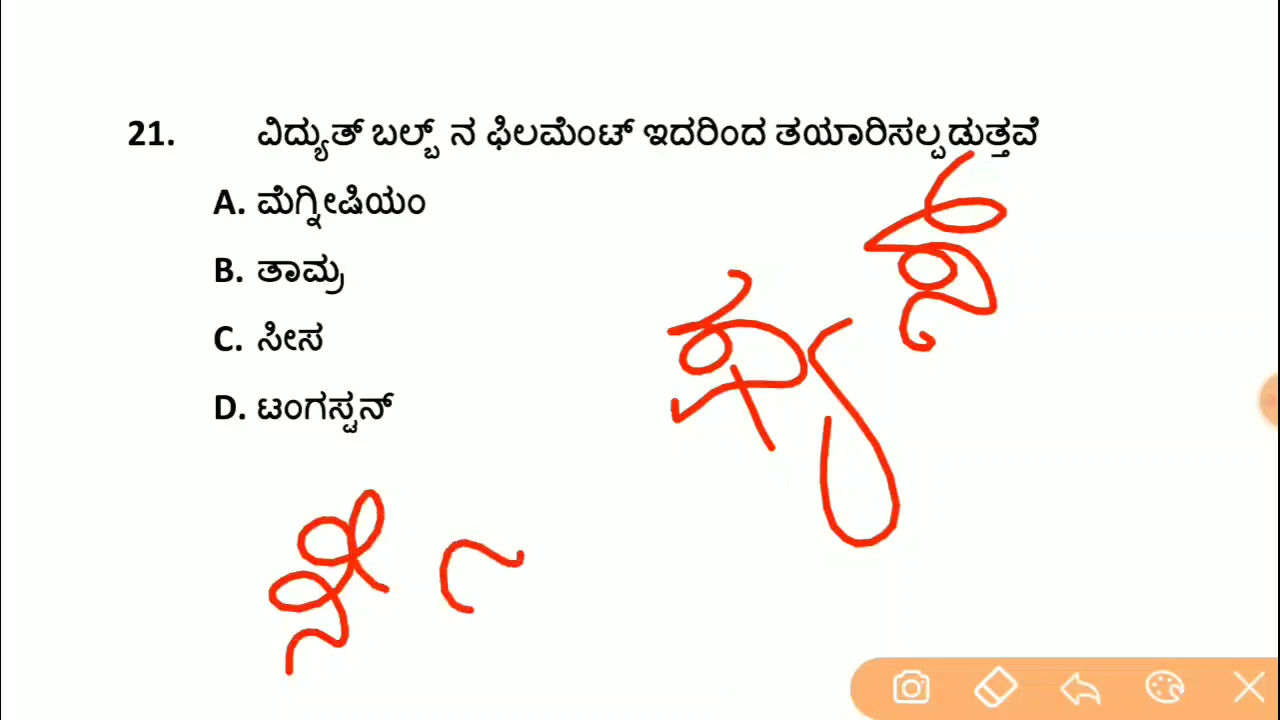 21. ವಿದ್ಯುತ್ ಬಲ್ಬ್ ನ ಫಿಲಮೆಂಟ್ ಇದರಿಂದ ತಯಾರಿಸಲ್ಪಡುತ್ತವೆ
A. ಮೆಗ್ನೀಷಿಯಂ
B. ತಾಮ್ರ
C. ಸೀಸ
D. ಟಂಗಸ್ಟನ್